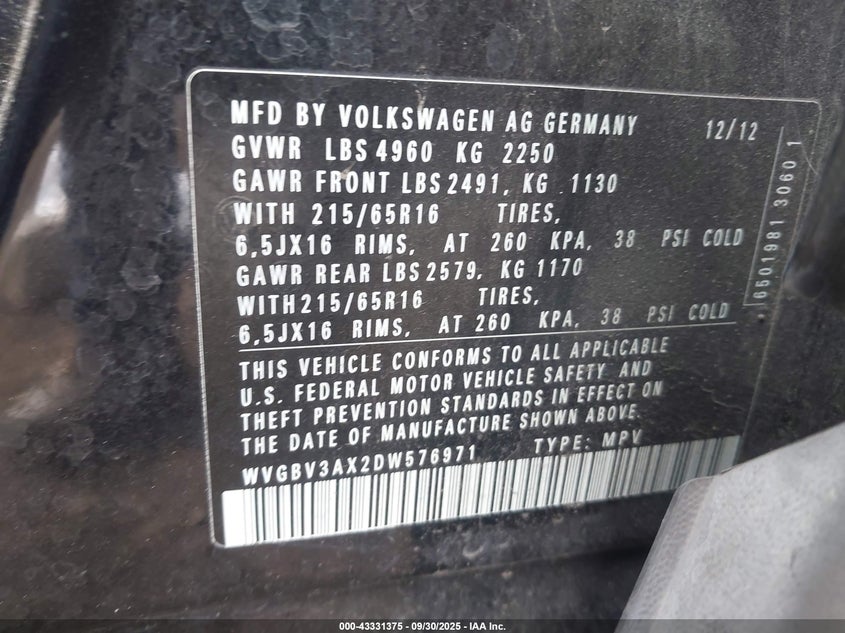 MFD BY VOLKSWAGEN AG GERMANY 12/12
GVWR LBS 4960 KG 2250
GAWR FRONT LBS 2491, KG 1130
WITH 215/65R16 TIRES,
6,5JX16 RIMS, AT 260 KPA, 38 PSI COLD
GAWR REAR LBS 2579, KG 1170
WITH 215/65R16 TIRES,
6,5JX16 RIMS, AT 260 KPA, 38 PSI COLD
THIS VEHICLE CONFORMS TO ALL APPLICABLE
U.S. FEDERAL MOTOR VEHICLE SAFETY AND
THEFT PREVENTION STANDARDS IN EFFECT ON
THE DATE OF MANUFACTURE SHOWN ABOVE.
WVGBV3AX2DW576971 TYPE: MPV
6501981 3060 1
000-43331375 - 09/30/2025 - IAA Inc.